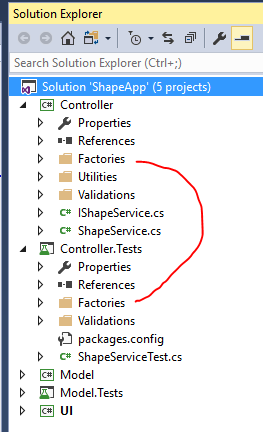 Solution Explorer
Search Solution Explorer (Ctrl+;)
Solution 'ShapeApp' (5 projects)
C# Controller
Properties
References
Factories
Utilities
Validations
C# IShapeService.cs
C# ShapeService.cs
Controller.Tests
Properties
References
Factories
Validations
packages.config
C# ShapeServiceTest.cs
C# Model
Model.Tests
C# UI